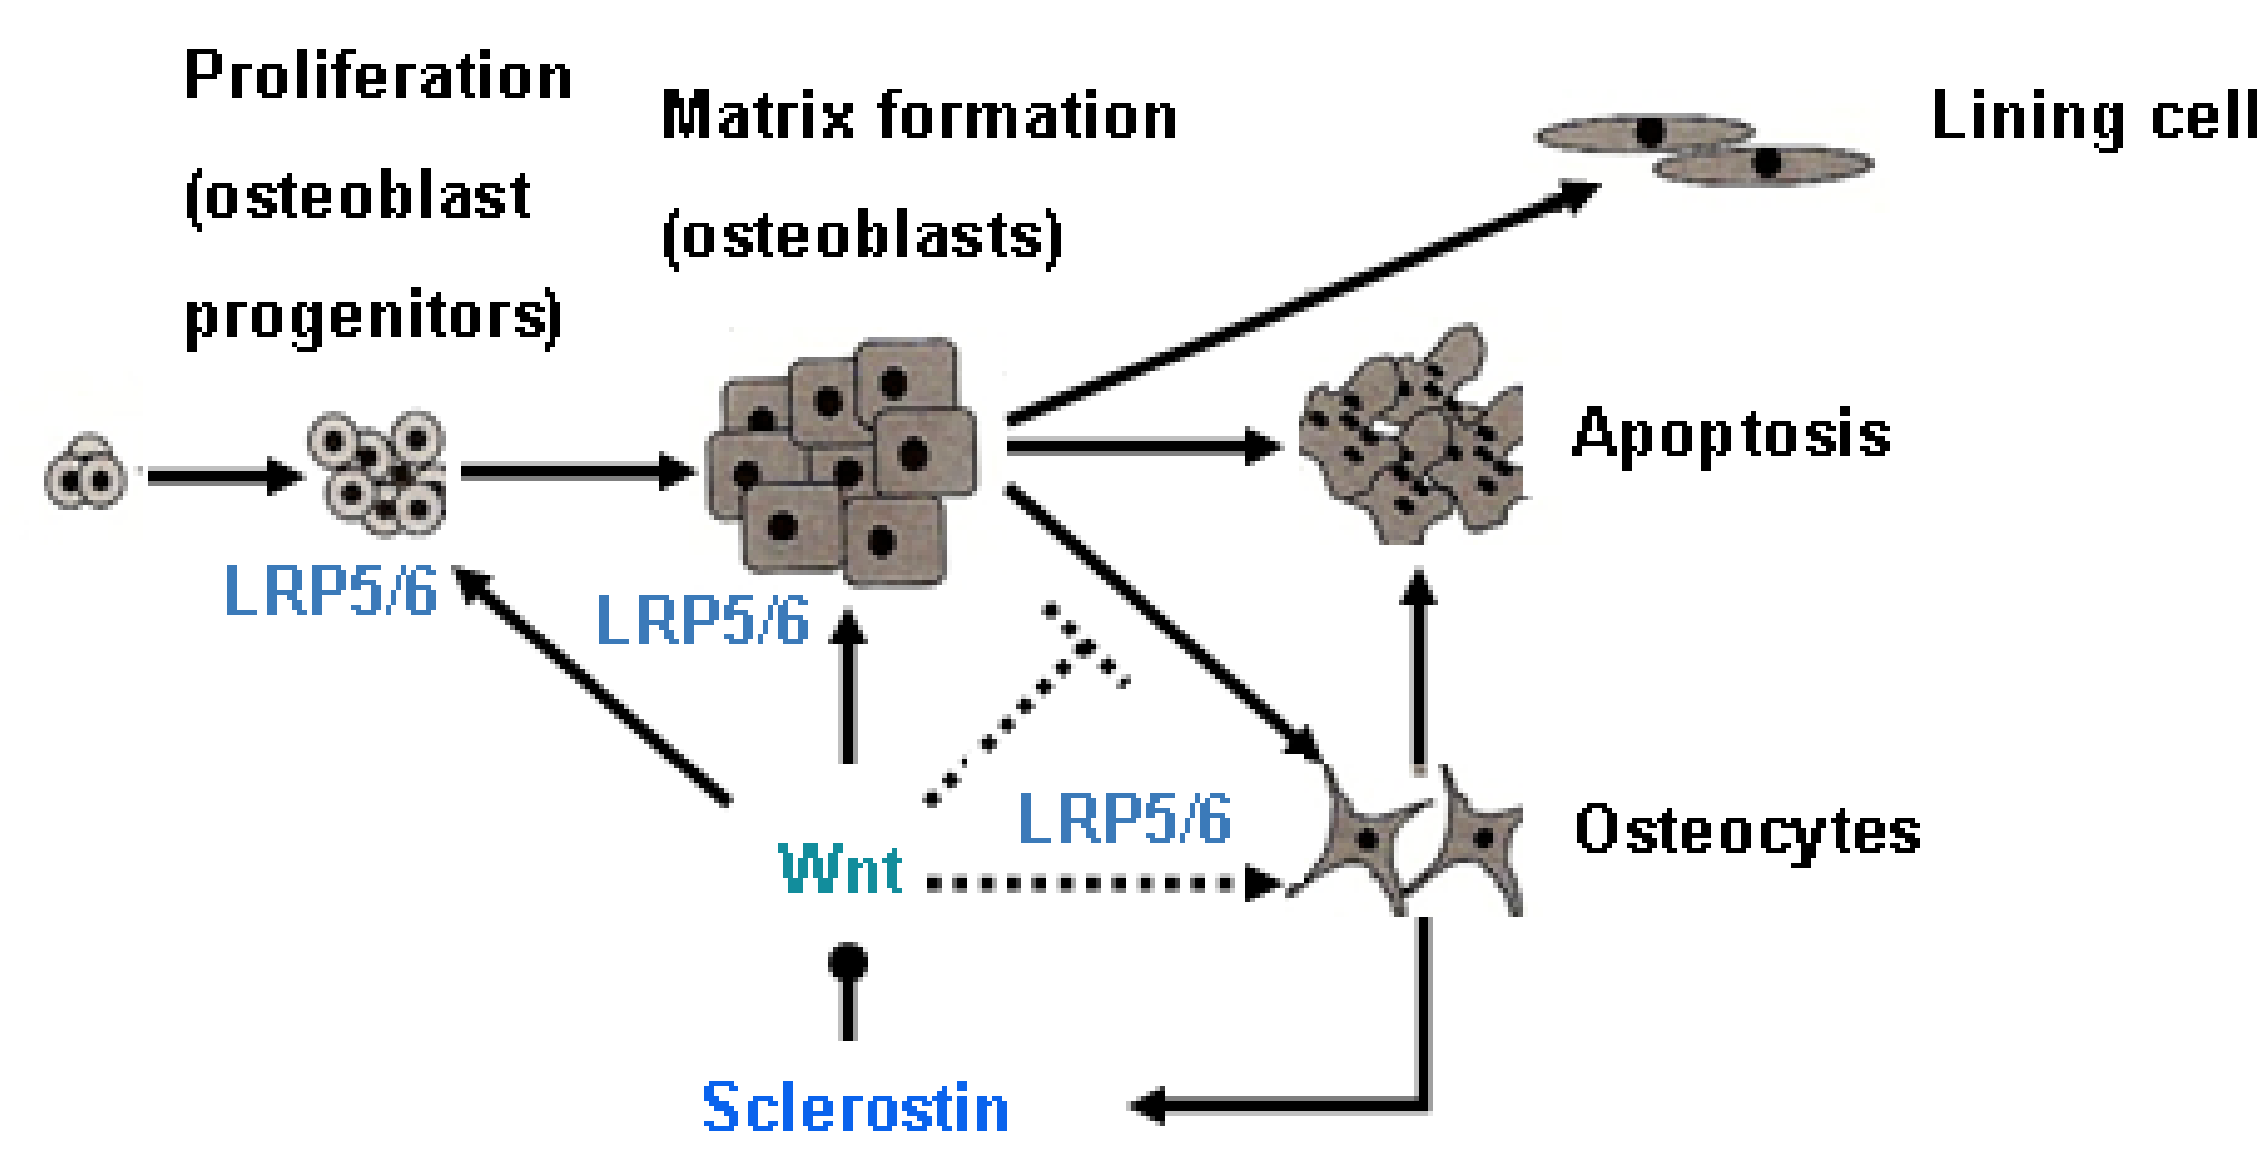 Proliferation
(osteoblast
progenitors)
Matrix formation
(osteoblasts)
Lining cell
Apoptosis
LRP5/6
LRP5/6
LRP5/6
Osteocytes
Wnt
Sclerostin